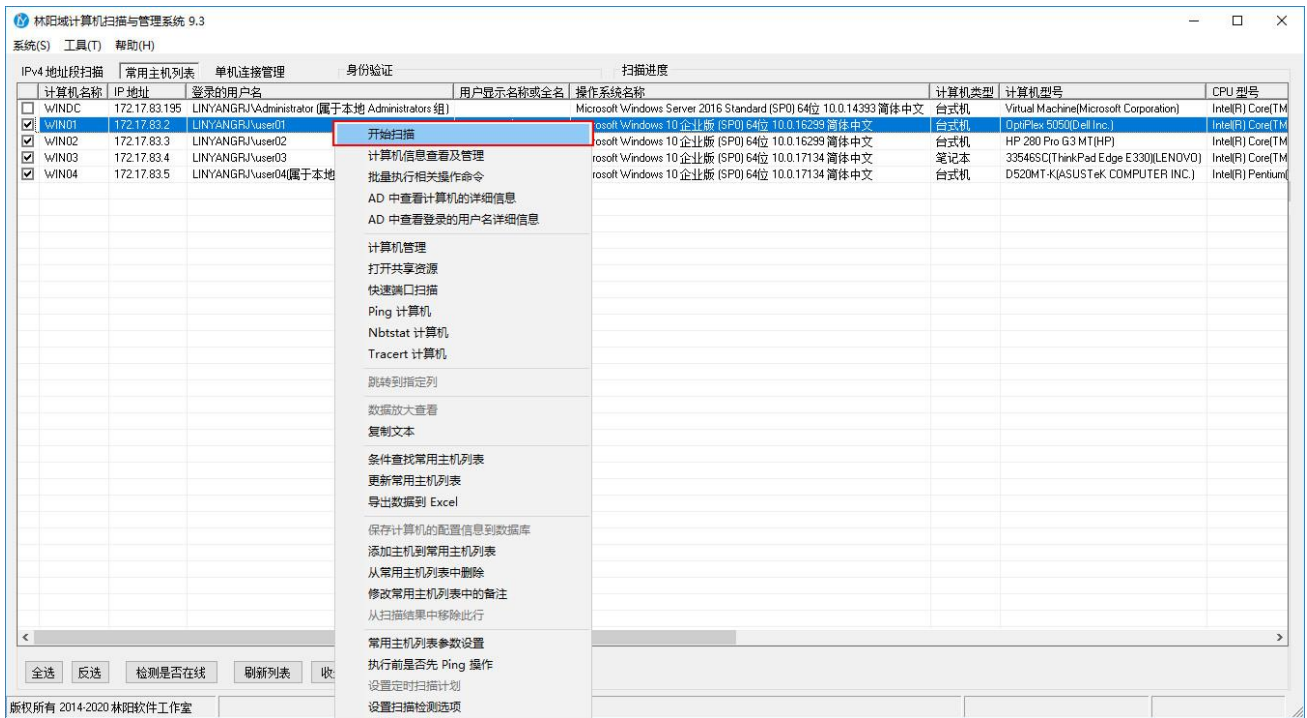 林阳域计算机扫描与管理系统 9.3
系统(S) 工具(T) 帮助(H)
IPv4 地址段扫描 常用主机列表 单机连接管理 身份验证 扫描进度
计算机名称 IP 地址 登录的用户名 用户显示名称或全名 操作系统名称 计算机类型 计算机型号 CPU 型号
WINDC 172.17.83.195 LINYANGRJ\Administrator (属于本地 Administrators 组) Microsoft Windows Server 2016 Standard (SP0) 64位 10.0.14393 简体中文 台式机 Virtual Machine(Microsoft Corporation) Intel(R) Core(TM
WIN01 172.17.83.2 LINYANGRJ\user01 rosoft Windows 10 企业版 (SP0) 64位 10.0.16299 简体中文 台式机 OptiPlex 5050(Dell Inc.) Intel(R) Core(TM
WIN02 172.17.83.3 LINYANGRJ\user02 rosoft Windows 10 企业版 (SP0) 64位 10.0.16299 简体中文 台式机 HP 280 Pro G3 MT(HP) Intel(R) Core(TM
WIN03 172.17.83.4 LINYANGRJ\user03 rosoft Windows 10 企业版 (SP0) 64位 10.0.17134 简体中文 笔记本 33546SC(ThinkPad Edge E330)(LENOVO) Intel(R) Core(TM
WIN04 172.17.83.5 LINYANGRJ\user04(属于本地 rosoft Windows 10 企业版 (SP0) 64位 10.0.17134 简体中文 台式机 D520MT-K(ASUSTeK COMPUTER INC.) Intel(R) Pentium(
开始扫描
计算机信息查看及管理
批量执行相关操作命令
AD 中查看计算机的详细信息
AD 中查看登录的用户名详细信息
计算机管理
打开共享资源
快速端口扫描
Ping 计算机
Nbtstat 计算机
Tracert 计算机
跳转到指定列
数据放大查看
复制文本
条件查找常用主机列表
更新常用主机列表
导出数据到 Excel
保存计算机的配置信息到数据库
添加主机到常用主机列表
从常用主机列表中删除
修改常用主机列表中的备注
从扫描结果中移除此行
常用主机列表参数设置
执行前是否先 Ping 操作
设置定时扫描计划
设置扫描检测选项
全选 反选 检测是否在线 刷新列表 收
版权所有 2014-2020 林阳软件工作室